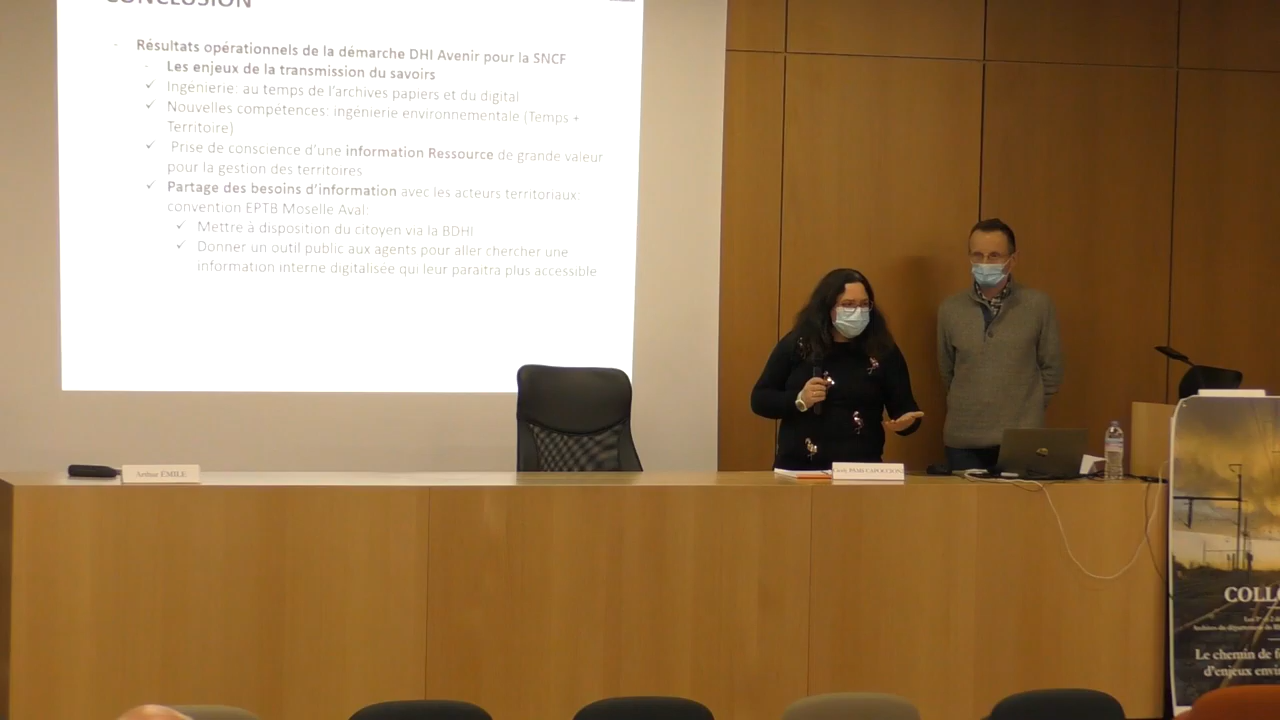 CONCLUSION
- Résultats opérationnels de la démarche DHI Avenir pour la SNCF
- Les enjeux de la transmission du savoirs
✓ Ingénierie: au temps de l'archives papiers et du digital
✓ Nouvelles compétences: ingénierie environnementale (Temps +
Territoire)
✓ Prise de conscience d'une information Ressource de grande valeur
pour la gestion des territoires
✓ Partage des besoins d'information avec les acteurs territoriaux:
convention EPTB Moselle Aval:
✓ Mettre à disposition du citoyen via la BDHI
✓ Donner un outil public aux agents pour aller chercher une
information interne digitalisée qui leur paraitra plus accessible
Arthur EMILE
COLLO
Le chemin de f
d'enjeux envi